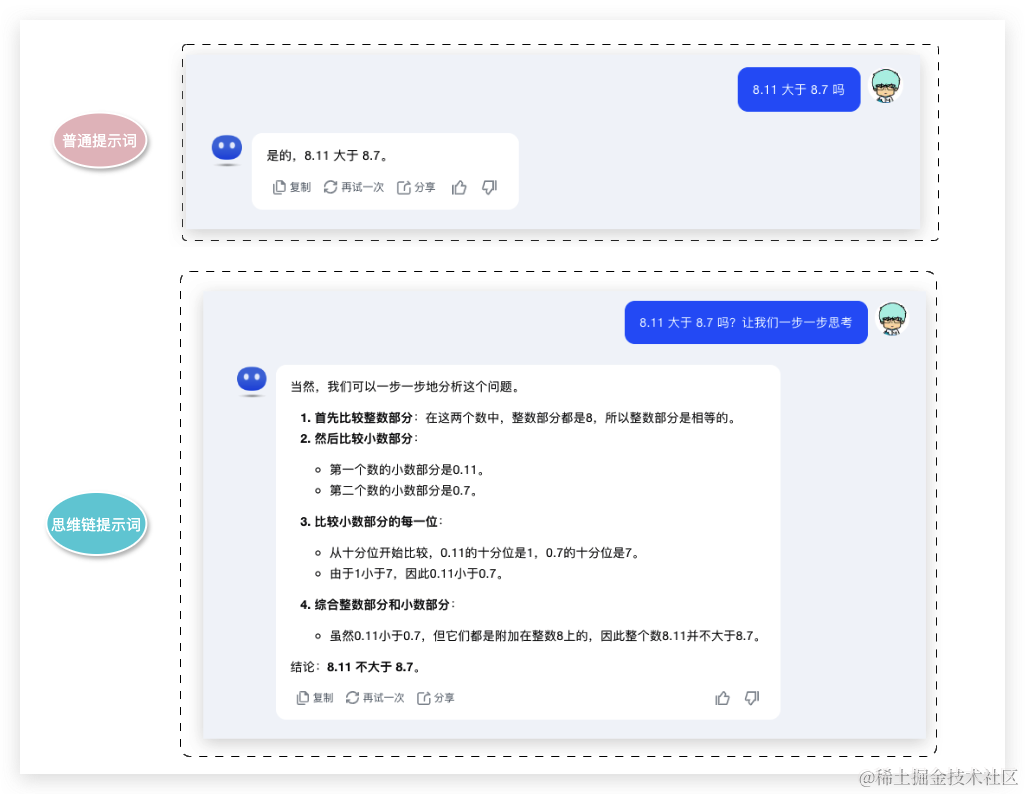 8.11 大于 8.7 吗
普通提示词
是的，8.11 大于 8.7。
复制 再试一次 分享
8.11 大于 8.7 吗？让我们一步一步思考
当然，我们可以一步一步地分析这个问题。
1. 首先比较整数部分：在这两个数中，整数部分都是8，所以整数部分是相等的。
2. 然后比较小数部分：
第一个数的小数部分是0.11。
第二个数的小数部分是0.7。
思维链提示词
3. 比较小数部分的每一位：
从十分位开始比较，0.11的十分位是1，0.7的十分位是7。
由于1小于7，因此0.11小于0.7。
4. 综合整数部分和小数部分：
虽然0.11小于0.7，但它们都是附加在整数8上的，因此整个数8.11并不大于8.7。
结论：8.11 不大于 8.7。
复制 再试一次 分享
@稀土掘金技术社区